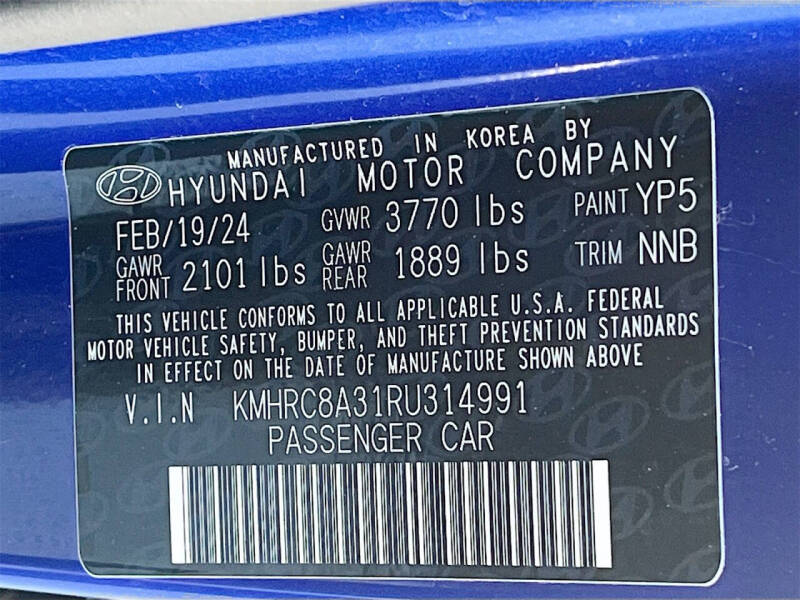 MANUFACTURED IN KOREA BY
HYUNDAI MOTOR COMPANY
FEB/19/24 GVWR 3770 lbs PAINT YP5
GAWR FRONT 2101 lbs GAWR REAR 1889 lbs TRIM NNB
THIS VEHICLE CONFORMS TO ALL APPLICABLE U.S.A. FEDERAL
MOTOR VEHICLE SAFETY, BUMPER, AND THEFT PREVENTION STANDARDS
IN EFFECT ON THE DATE OF MANUFACTURE SHOWN ABOVE
V.I.N KMHRC8A31RU314991
PASSENGER CAR